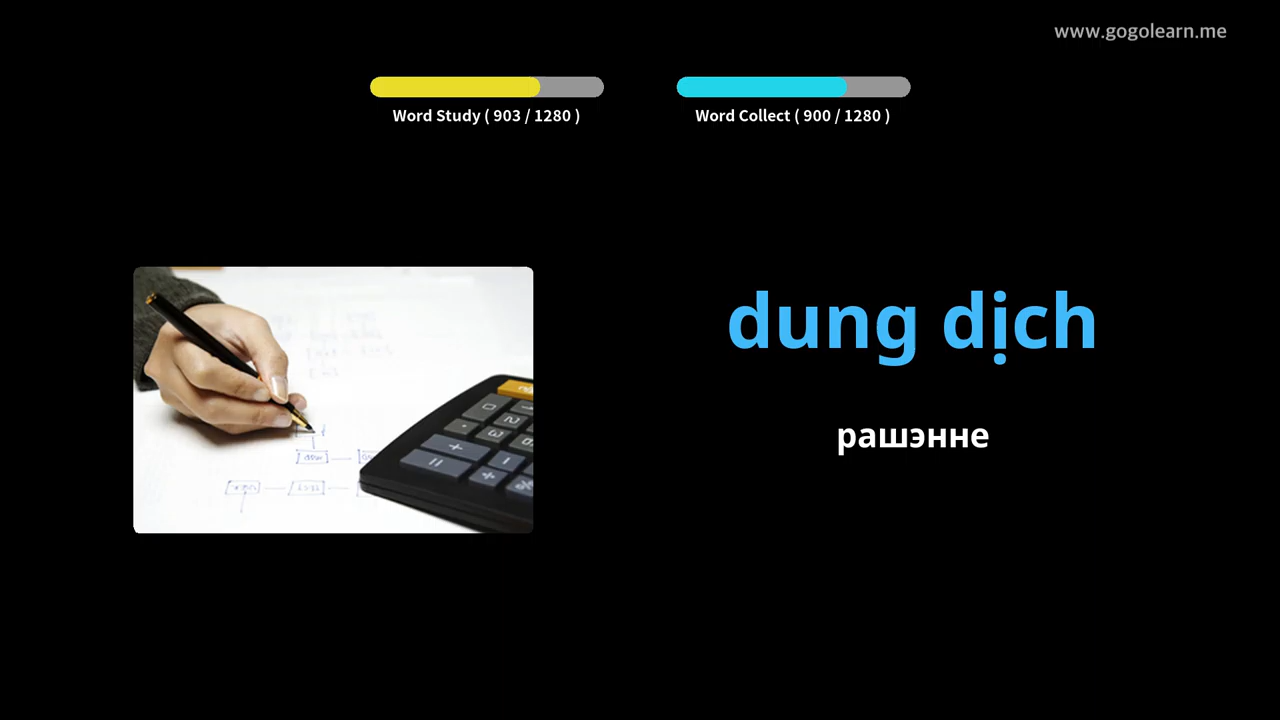 www.gogolearn.me
Word Study ( 903 / 1280 )
Word Collect ( 900 / 1280 )
dung dịch
рашэнне